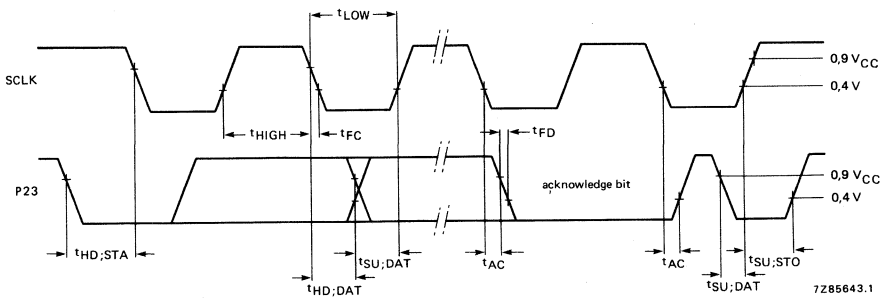 tLOW
SCLK
0,9 VCC
0,4 V
tHIGH
tFC
tFD
P23
acknowledge bit
0,9 VCC
0,4 V
tHD;STA
tSU;DAT
tAC
tAC
tSU;STO
tHD;DAT
tSU;DAT
7Z85643.1